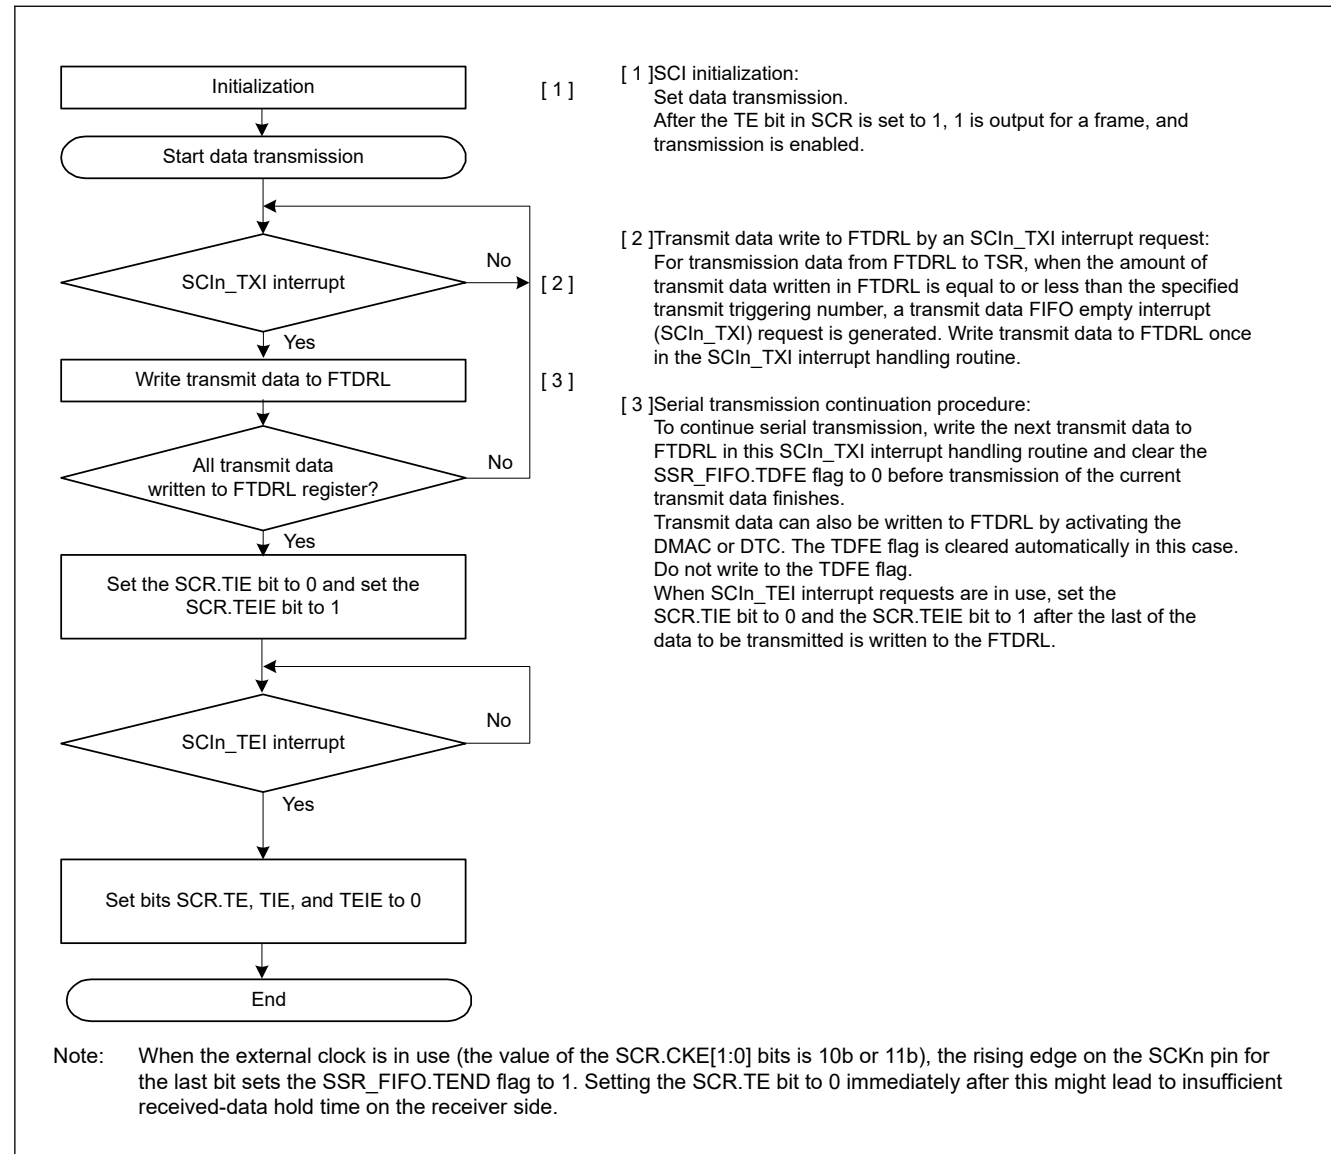 Initialization
[ 1 ]
Start data transmission
SCIn_TXI interrupt
No
[ 2 ]
Yes
Write transmit data to FTDRL
[ 3 ]
All transmit data
written to FTDRL register?
No
Yes
Set the SCR.TIE bit to 0 and set the
SCR.TEIE bit to 1
SCIn_TEI interrupt
No
Yes
Set bits SCR.TE, TIE, and TEIE to 0
End
[ 1 ]SCI initialization:
Set data transmission.
After the TE bit in SCR is set to 1, 1 is output for a frame, and
transmission is enabled.
[ 2 ]Transmit data write to FTDRL by an SCIn_TXI interrupt request:
For transmission data from FTDRL to TSR, when the amount of
transmit data written in FTDRL is equal to or less than the specified
transmit triggering number, a transmit data FIFO empty interrupt
(SCIn_TXI) request is generated. Write transmit data to FTDRL once
in the SCIn_TXI interrupt handling routine.
[ 3 ]Serial transmission continuation procedure:
To continue serial transmission, write the next transmit data to
FTDRL in this SCIn_TXI interrupt handling routine and clear the
SSR_FIFO.TDFE flag to 0 before transmission of the current
transmit data finishes.
Transmit data can also be written to FTDRL by activating the
DMAC or DTC. The TDFE flag is cleared automatically in this case.
Do not write to the TDFE flag.
When SCIn_TEI interrupt requests are in use, set the
SCR.TIE bit to 0 and the SCR.TEIE bit to 1 after the last of the
data to be transmitted is written to the FTDRL.
Note: When the external clock is in use (the value of the SCR.CKE[1:0] bits is 10b or 11b), the rising edge on the SCKn pin for
the last bit sets the SSR_FIFO.TEND flag to 1. Setting the SCR.TE bit to 0 immediately after this might lead to insufficient
received-data hold time on the receiver side.